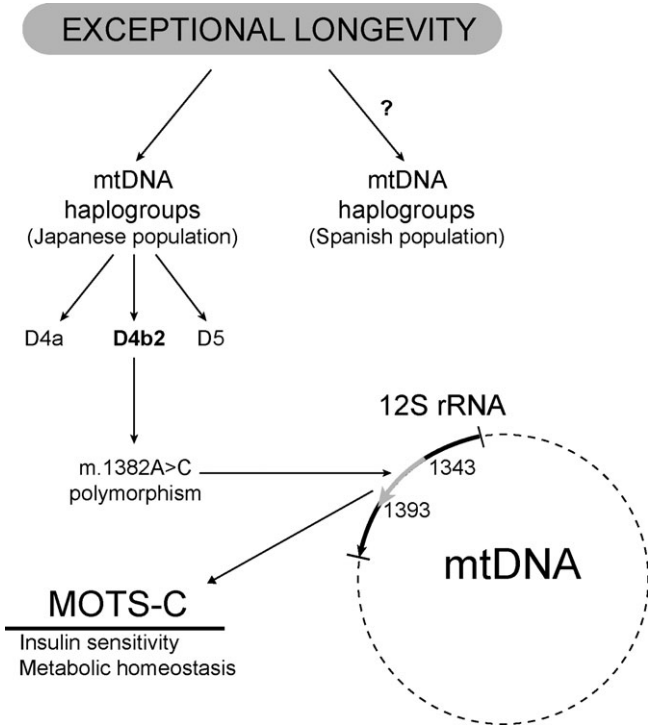 EXCEPTIONAL LONGEVITY
?
mtDNA
haplogroups
(Japanese population)
mtDNA
haplogroups
(Spanish population)
D4a
D4b2
D5
12S rRNA
1343
m.1382A>C
polymorphism
1393
mtDNA
MOTS-C
Insulin sensitivity
Metabolic homeostasis